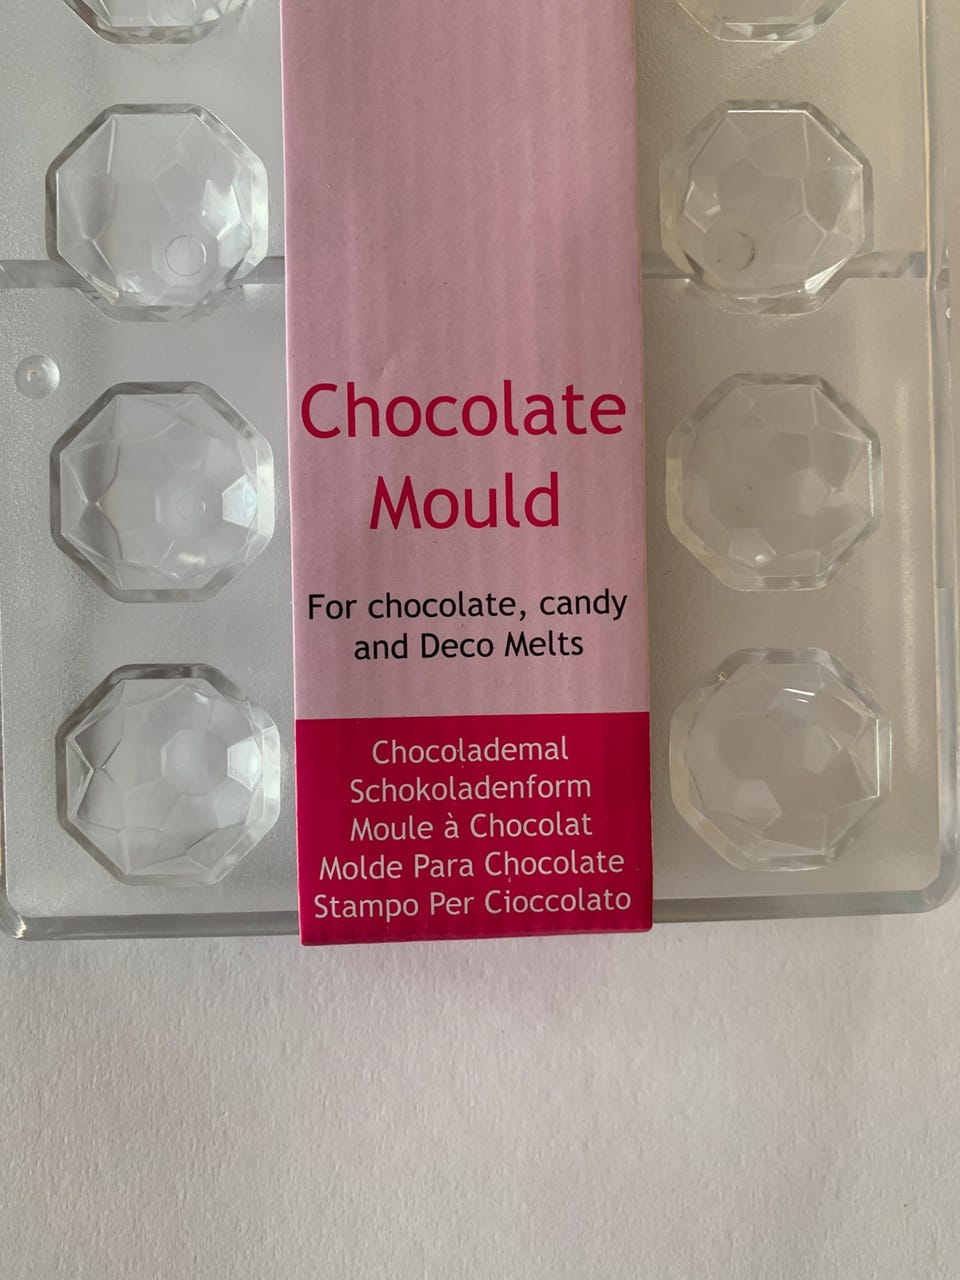 Chocolate
Mould
For chocolate, candy
and Deco Melts
Chocolademal
Schokoladenform
Moule à Chocolat
Molde Para Chocolate
Stampo Per Cioccolato